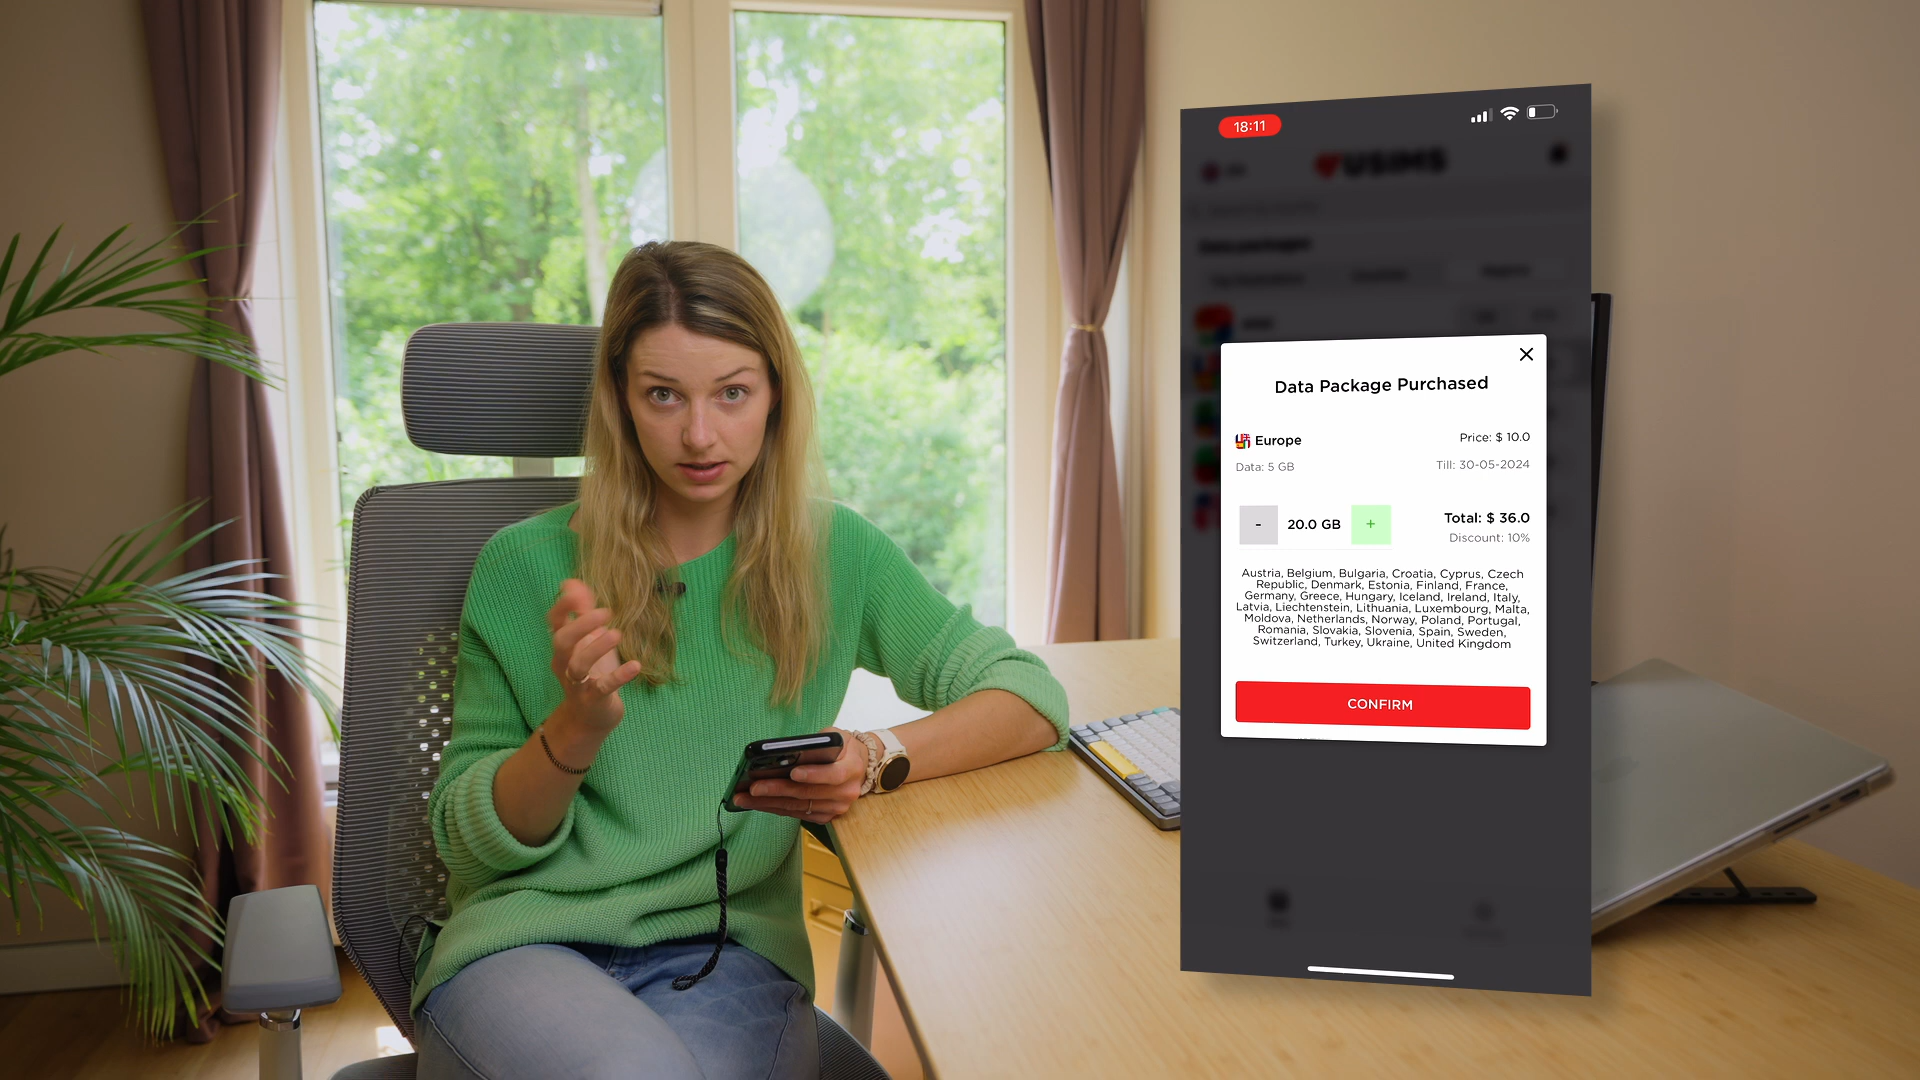 18:11
USIMS
Data packages
Data Package Purchased
Europe
Price: $ 10.0
Data: 5 GB
Till: 30-05-2024
- 20.0 GB +
Total: $ 36.0
Discount: 10%
Austria, Belgium, Bulgaria, Croatia, Cyprus, Czech
Republic, Denmark, Estonia, Finland, France,
Germany, Greece, Hungary, Iceland, Ireland, Italy,
Latvia, Liechtenstein, Lithuania, Luxembourg, Malta,
Moldova, Netherlands, Norway, Poland, Portugal,
Romania, Slovakia, Slovenia, Spain, Sweden,
Switzerland, Turkey, Ukraine, United Kingdom
CONFIRM